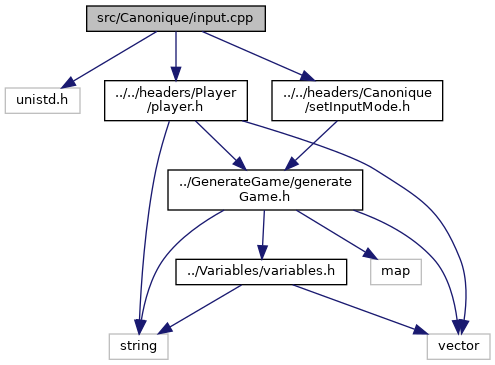 src/Canonique/input.cpp
unistd.h
../../headers/Player
/player.h
../../headers/Canonique
/setInputMode.h
../GenerateGame/generate
Game.h
../Variables/variables.h
map
string
vector